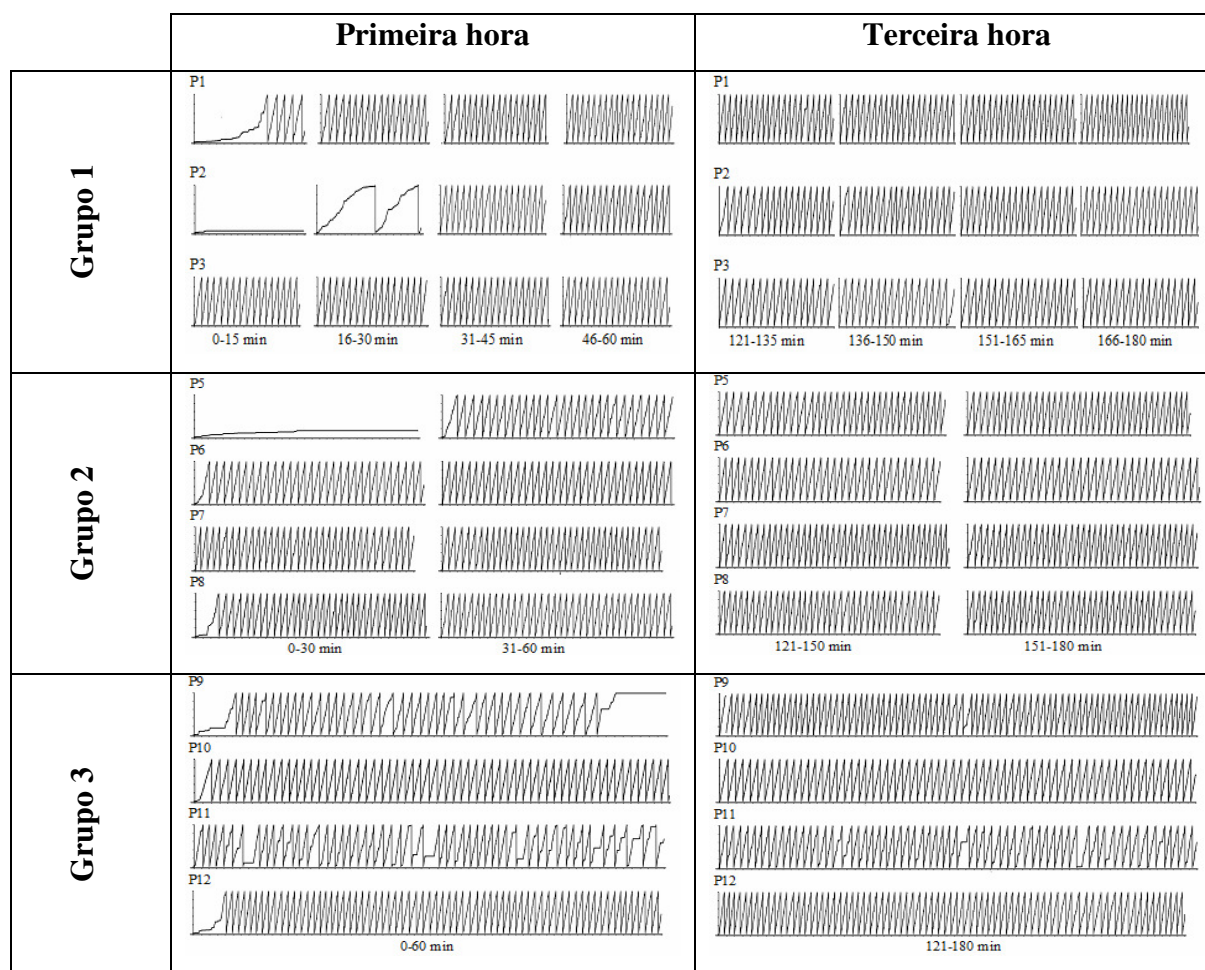 Primeira hora
Terceira hora
Grupo 1
P1
P1
P2
P2
P3
P3
0-15 min
16-30 min
31-45 min
46-60 min
121-135 min
136-150 min
151-165 min
166-180 min
Grupo 2
P5
P5
P6
P6
P7
P7
P8
P8
0-30 min
31-60 min
121-150 min
151-180 min
Grupo 3
P9
P9
P10
P10
P11
P11
P12
P12
0-60 min
121-180 min